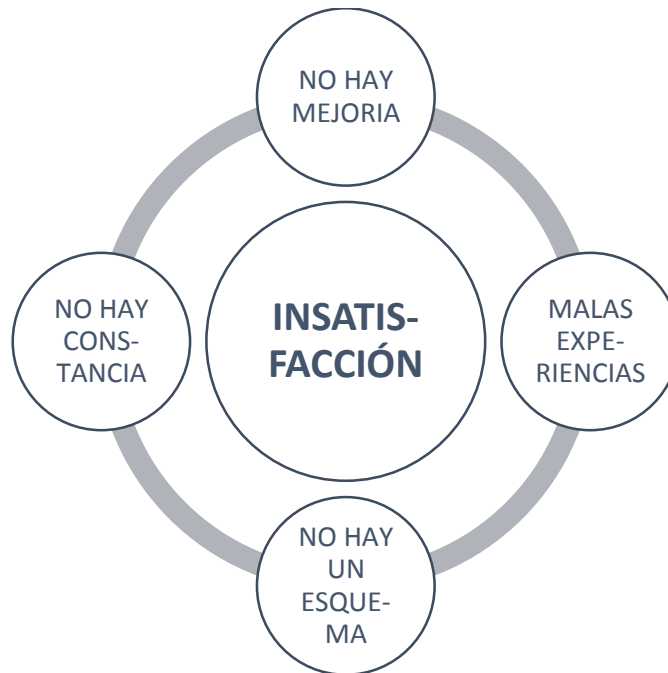 NO HAY
MEJORIA
NO HAY
CONS-
TANCIA
INSATIS-
FACCIÓN
MALAS
EXPE-
RIENCIAS
NO HAY
UN
ESQUE-
MA